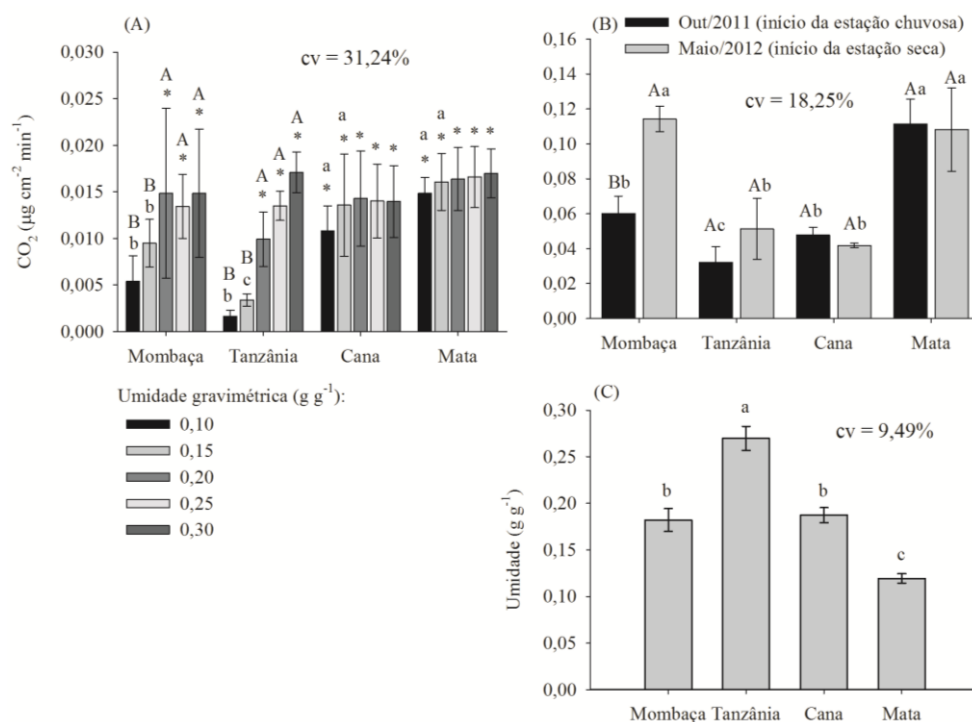 (A)
cv = 31,24%
CO2 (µg cm-2 min-1)
0,030
0,025
0,020
0,015
0,010
0,005
0,000
B
b
B
b
A
*
A
*
A
*
B
b
B
c
A
*
A
*
A
*
a
*
a
*
*
*
*
a
*
a
*
*
*
*
Mombaça Tanzânia Cana Mata
Umidade gravimétrica (g g-1):
0,10
0,15
0,20
0,25
0,30
(B)
Out/2011 (início da estação chuvosa)
Maio/2012 (início da estação seca)
cv = 18,25%
0,16
0,14
0,12
0,10
0,08
0,06
0,04
0,02
0,00
Bb Aa Ac Ab Ab Ab Aa Aa
Mombaça Tanzânia Cana Mata
(C)
cv = 9,49%
Umidade (g g-1)
0,30
0,25
0,20
0,15
0,10
0,05
0,00
b a b c
Mombaça Tanzânia Cana Mata